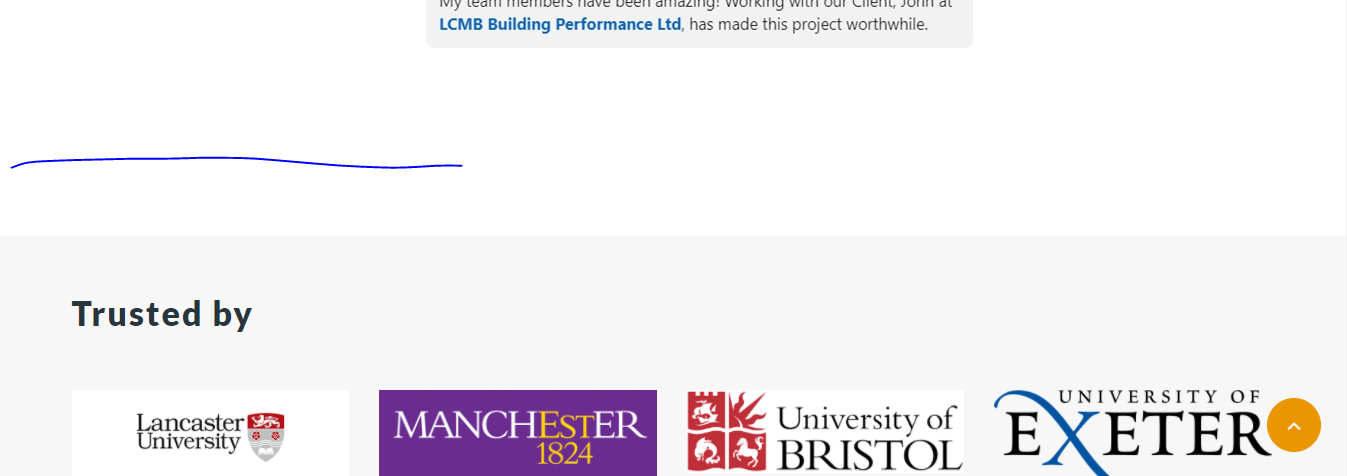 My team members have been amazing! Working with our Client, John at
LCMB Building Performance Ltd, has made this project worthwhile.
Trusted by
Lancaster University
MANCHEStER 1824
University of BRISTOL
UNIVERSITY OF EXETER